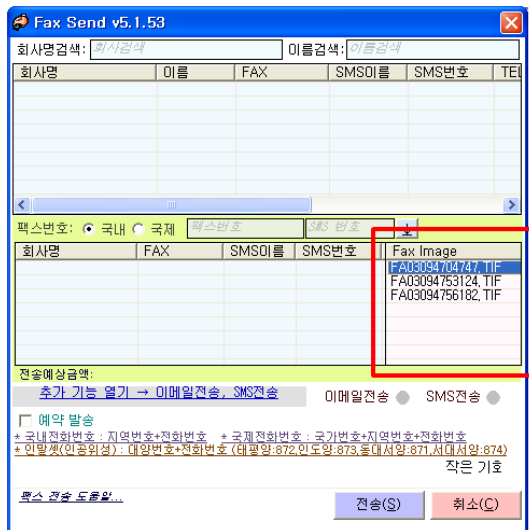 Fax Send v5.1.53
회사명검색: 회사검색 이름검색: 이름검색
회사명 이름 FAX SMS이름 SMS번호 TEL
팩스번호: 국내 국제 팩스번호 SMS 번호
회사명 FAX SMS이름 SMS번호 Fax Image
FA03094704747.TIF
FA03094753124.TIF
FA03094756182.TIF
전송예상금액:
추가 기능 열기 → 이메일전송, SMS전송 이메일전송 SMS전송
예약 발송
* 국내전화번호 : 지역번호+전화번호 * 국제전화번호 : 국가번호+지역번호+전화번호
* 인말셋(인공위성) : 대양번호+전화번호 (태평양:872,인도양:873,동대서양:871,서대서양:874)
작은 기호
팩스 전송 도움말...
전송(S) 취소(C)